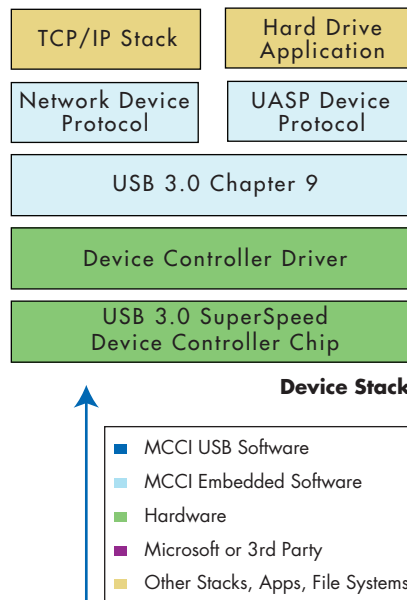 TCP/IP Stack
Hard Drive
Application
Network Device
Protocol
UASP Device
Protocol
USB 3.0 Chapter 9
Device Controller Driver
USB 3.0 SuperSpeed
Device Controller Chip
Device Stack
MCCI USB Software
MCCI Embedded Software
Hardware
Microsoft or 3rd Party
Other Stacks, Apps, File Systems